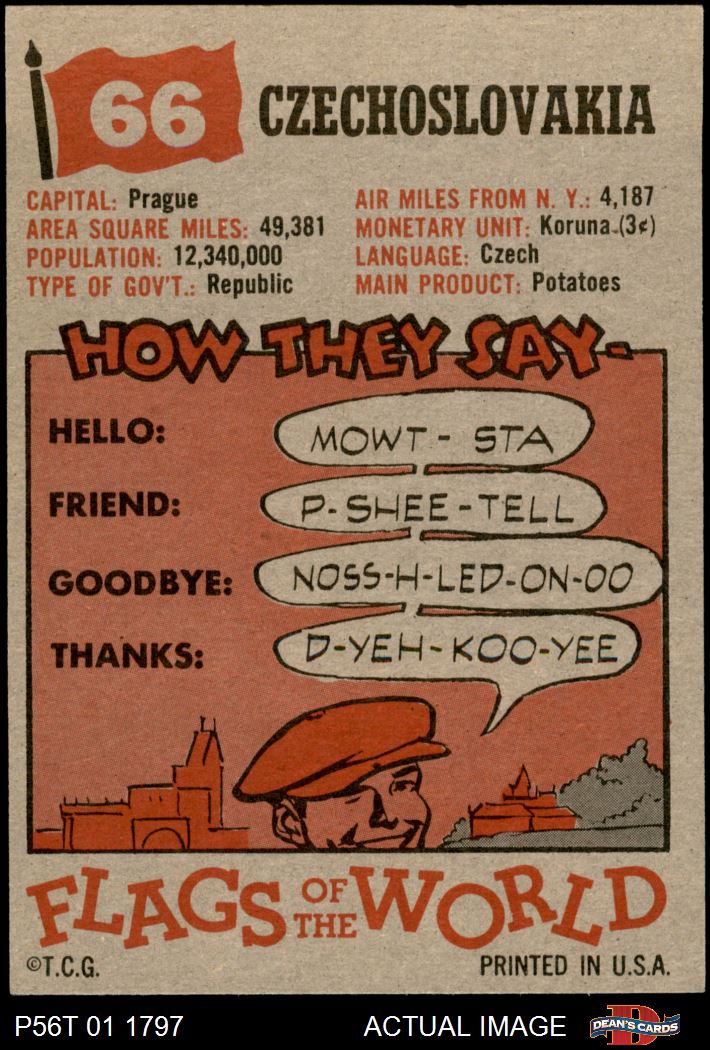 66 CZECHOSLOVAKIA
CAPITAL: Prague
AREA SQUARE MILES: 49,381
POPULATION: 12,340,000
TYPE OF GOV'T.: Republic
AIR MILES FROM N. Y.: 4,187
MONETARY UNIT: Koruna (3¢)
LANGUAGE: Czech
MAIN PRODUCT: Potatoes
HOW THEY SAY-
HELLO: MOWT - STA
FRIEND: P-SHEE-TELL
GOODBYE: NOSS-H-LED-ON-OO
THANKS: D-YEH-KOO-YEE
FLAGS OF THE WORLD
©T.C.G. PRINTED IN U.S.A.
P56T 01 1797 ACTUAL IMAGE D DEAN'S CARDS